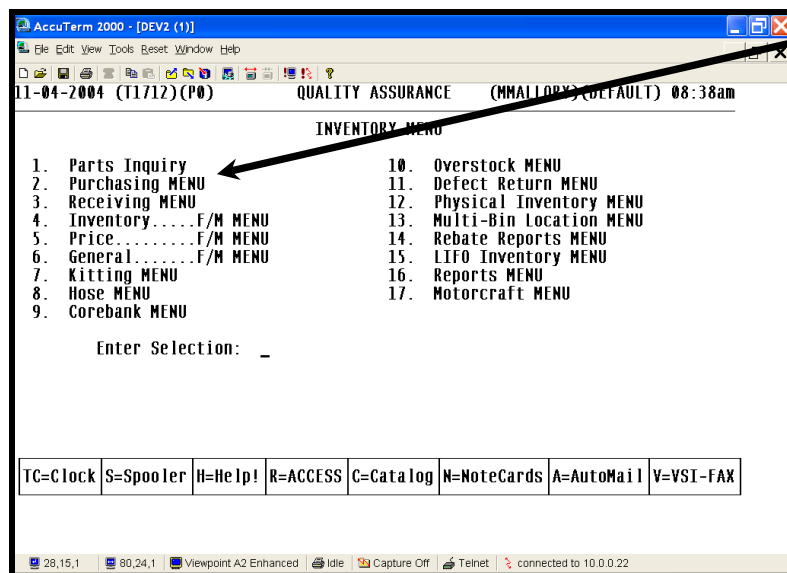 AccuTerm 2000 - [DEV2 (1)]
File Edit View Tools Reset Window Help
11-04-2004 (T1712)(P0) QUALITY ASSURANCE (MMALLORY)(DEFAULT) 08:38am
INVENTORY MENU
1. Parts Inquiry 10. Overstock MENU
2. Purchasing MENU 11. Defect Return MENU
3. Receiving MENU 12. Physical Inventory MENU
4. Inventory.....F/M MENU 13. Multi-Bin Location MENU
5. Price.........F/M MENU 14. Rebate Reports MENU
6. General.......F/M MENU 15. LIFO Inventory MENU
7. Kitting MENU 16. Reports MENU
8. Hose MENU 17. Motorcraft MENU
9. Corebank MENU
Enter Selection: _
TC=Clock S=Spooler H=Help! R=ACCESS C=Catalog N=NoteCards A=AutoMail V=VSI-FAX
28,15,1 80,24,1 Viewpoint A2 Enhanced Idle Capture Off Telnet connected to 10.0.0.22